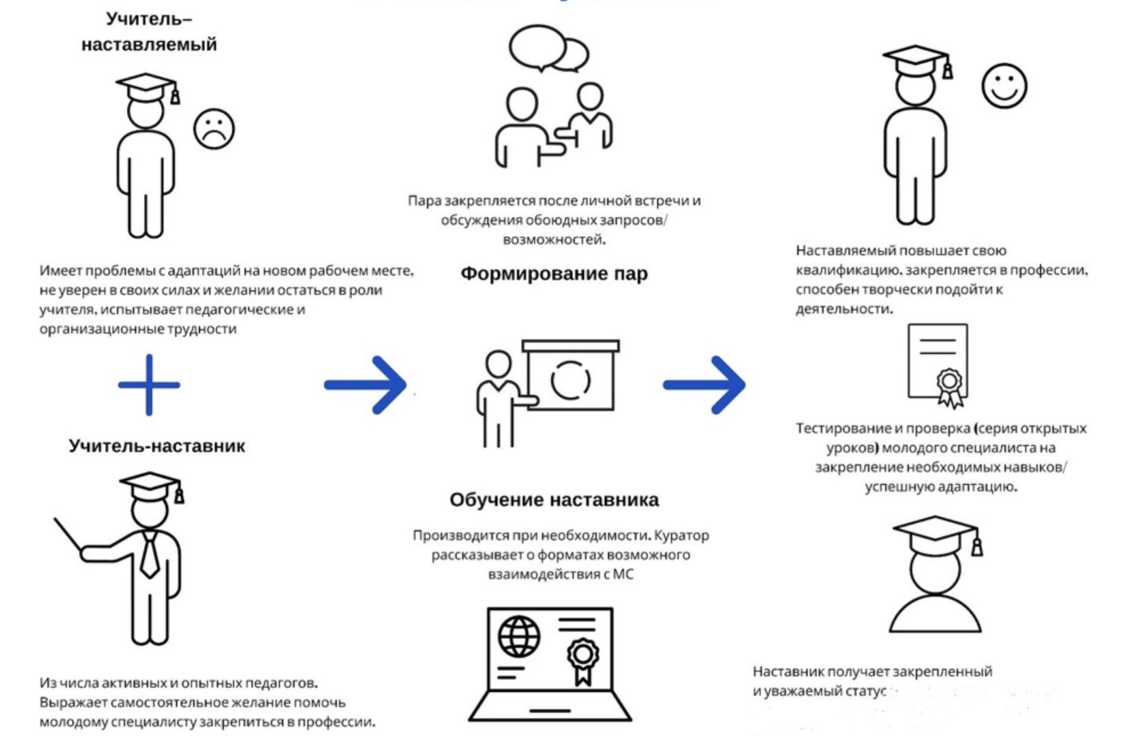 Учитель–
наставляемый
Имеет проблемы с адаптаций на новом рабочем месте,
не уверен в своих силах и желании остаться в роли
учителя, испытывает педагогические и
организационные трудности
Учитель-наставник
Из числа активных и опытных педагогов.
Выражает самостоятельное желание помочь
молодому специалисту закрепиться в профессии.
Пара закрепляется после личной встречи и
обсуждения обоюдных запросов/
возможностей.
Формирование пар
Обучение наставника
Производится при необходимости. Куратор
рассказывает о форматах возможного
взаимодействия с МС
Наставляемый повышает свою
квалификацию, закрепляется в профессии,
способен творчески подойти к
деятельности.
Тестирование и проверка (серия открытых
уроков) молодого специалиста на
закрепление необходимых навыков/
успешную адаптацию.
Наставник получает закрепленный
и уважаемый статус